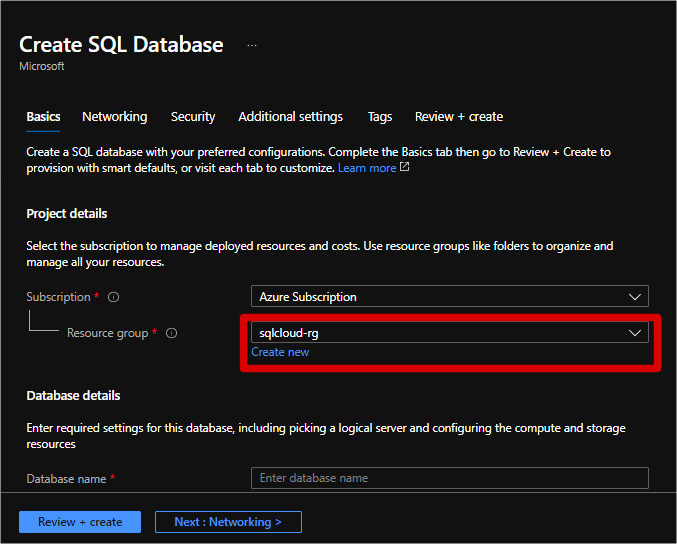 Create SQL Database ...
Microsoft
Basics Networking Security Additional settings Tags Review + create
Create a SQL database with your preferred configurations. Complete the Basics tab then go to Review + Create to
provision with smart defaults, or visit each tab to customize. Learn more
Project details
Select the subscription to manage deployed resources and costs. Use resource groups like folders to organize and
manage all your resources.
Subscription * Azure Subscription
Resource group * sqlcloud-rg
Create new
Database details
Enter required settings for this database, including picking a logical server and configuring the compute and storage
resources
Database name * Enter database name
Review + create Next : Networking >